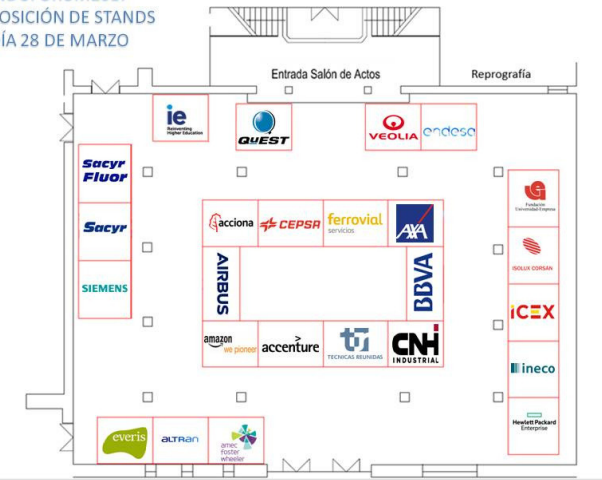 OSICIÓN DE STANDS
ÍA 28 DE MARZO
Entrada Salón de Actos
Reprografía
ie
Reinventing
Higher Education
QuEST
VEOLIA
endesa
Sacyr
Fluor
Sacyr
SIEMENS
acciona
CEPSA
ferrovial
servicios
AXA
AIRBUS
BBVA
amazon
we pioneer
accenture
TECNICAS REUNIDAS
CNH
INDUSTRIAL
Fundación
Universidad-Empresa
ISOLUX CORSAN
ICEX
ineco
Hewlett Packard
Enterprise
everis
altran
amec
foster
wheeler